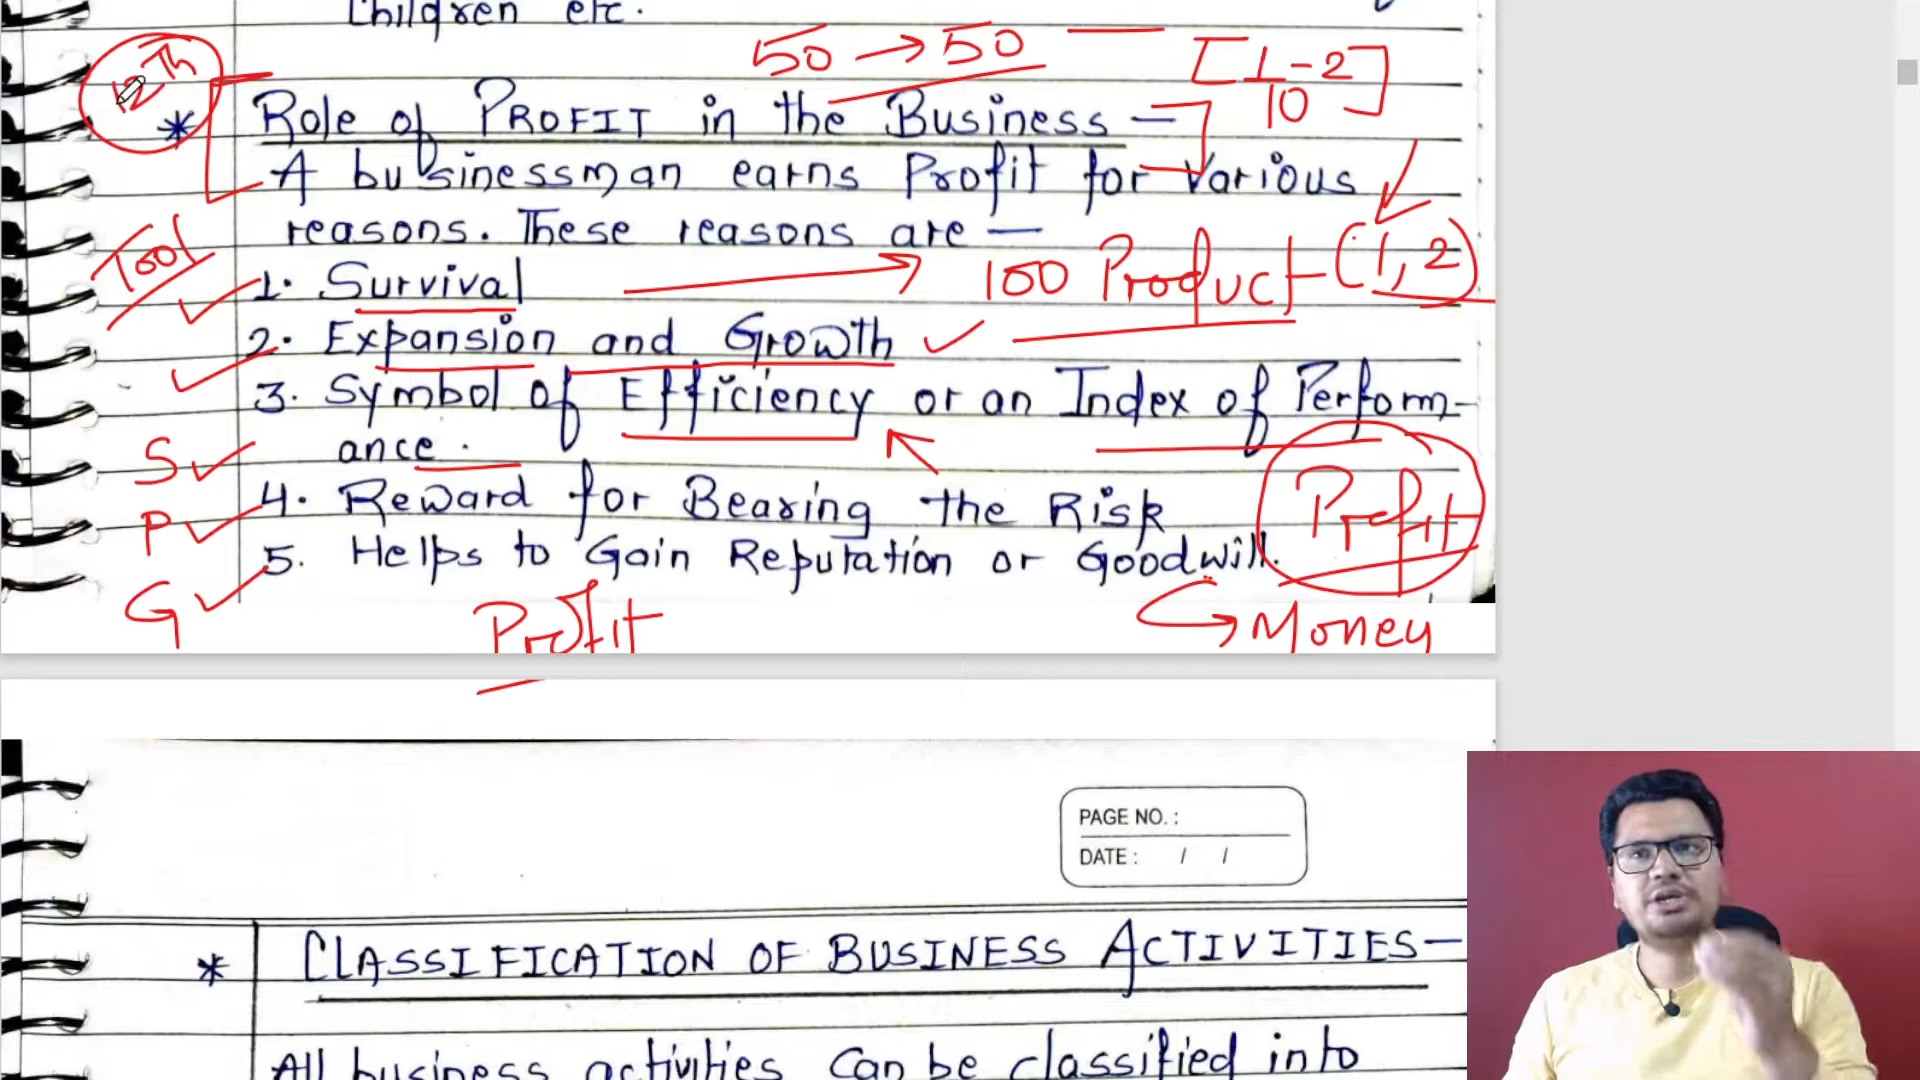 Children etc.
50 → 50
[1-2
10]
12Th
* Role of PROFIT in the Business -
A businessman earns Profit for Various
reasons. These reasons are —
Tool
1. Survival
100 Product (1, 2)
2. Expansion and Growth
3. Symbol of Efficiency or an Index of Perform-
ance.
S
4. Reward for Bearing the Risk
Profit
P
5. Helps to Gain Reputation or Goodwill.
G
Profit
Money
PAGE NO.:
DATE: / /
* CLASSIFICATION OF BUSINESS ACTIVITIES—
All business activities can be classified into